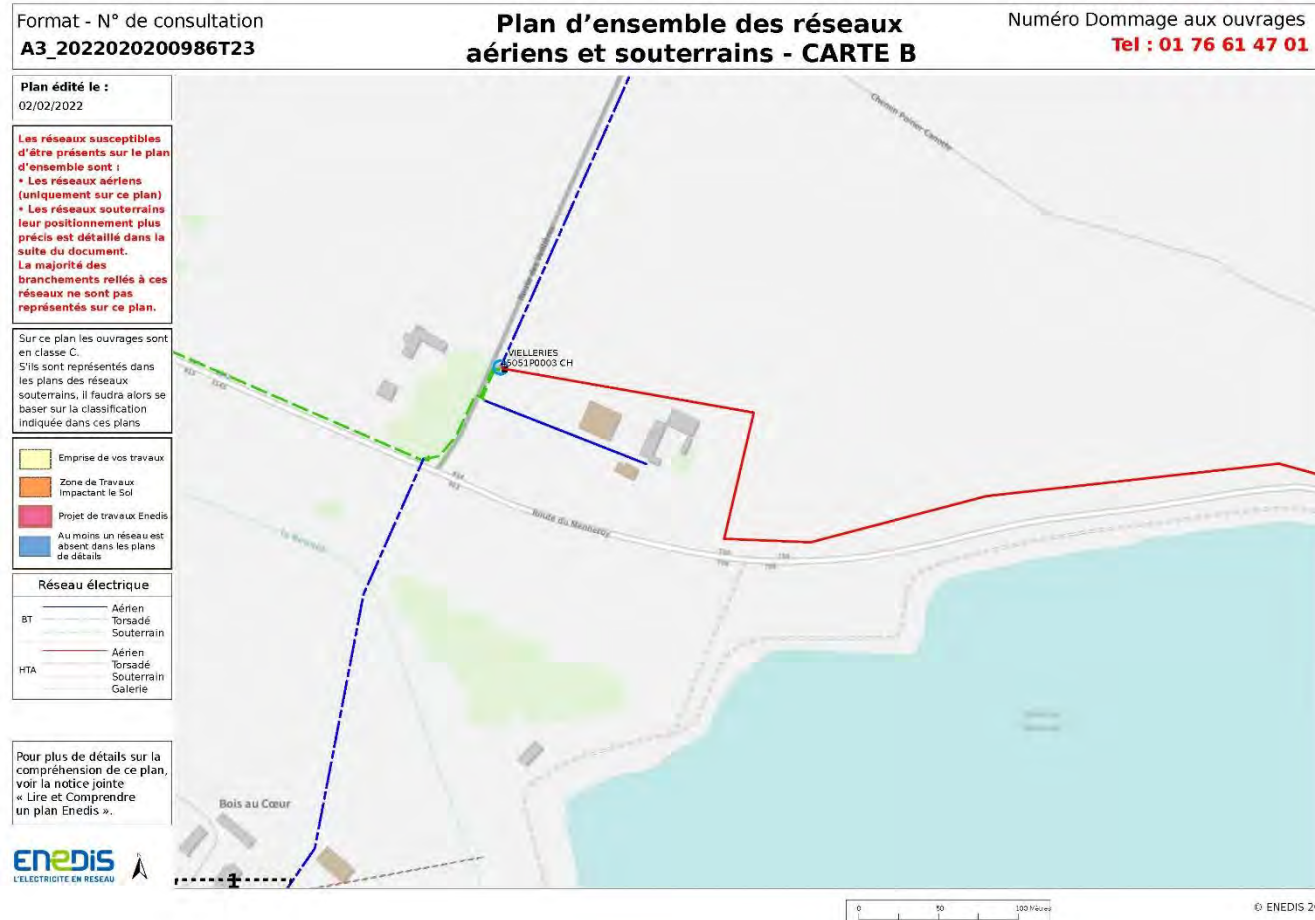 Format - N° de consultation
A3_2022020200986T23
Plan d'ensemble des réseaux
aériens et souterrains - CARTE B
Numéro Dommage aux ouvrages
Tel : 01 76 61 47 01
Plan édité le :
02/02/2022
Les réseaux susceptibles
d'être présents sur le plan
d'ensemble sont :
• Les réseaux aériens
(uniquement sur ce plan)
• Les réseaux souterrains
leur positionnement plus
précis est détaillé dans la
suite du document.
La majorité des
branchements reliés à ces
réseaux ne sont pas
représentés sur ce plan.
Sur ce plan les ouvrages sont
en classe C.
S'ils sont représentés dans
les plans des réseaux
souterrains, il faudra alors se
baser sur la classification
indiquée dans ces plans
Emprise de vos travaux
Zone de Travaux
Impactant le Sol
Projet de travaux Enedis
Au moins un réseau est
absent dans les plans
de détails
Réseau électrique
BT
Aérien
Torsadé
Souterrain
HTA
Aérien
Torsadé
Souterrain
Galerie
Pour plus de détails sur la
compréhension de ce plan,
voir la notice jointe
« Lire et Comprendre
un plan Enedis ».
ENEDIS
L'ELECTRICITE EN RESEAU
N
Route des
VIELLERIES
45051P0003 CH
Route du
Bois au Cœur
1
0 50 100 Mètres
© ENEDIS